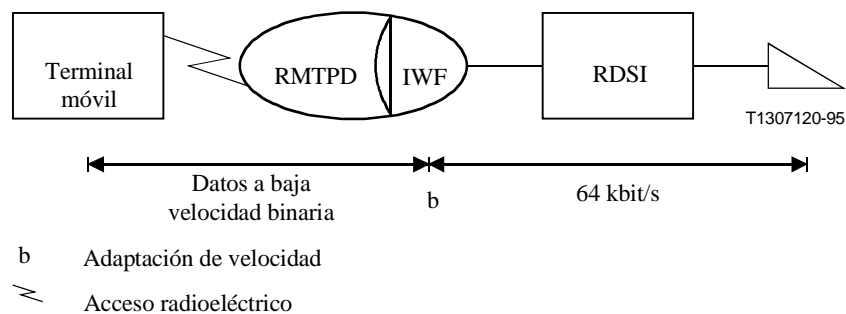 Terminal
móvil
RMTPD
IWF
RDSI
T1307120-95
Datos a baja
velocidad binaria
b
64 kbit/s
b Adaptación de velocidad
Acceso radioeléctrico